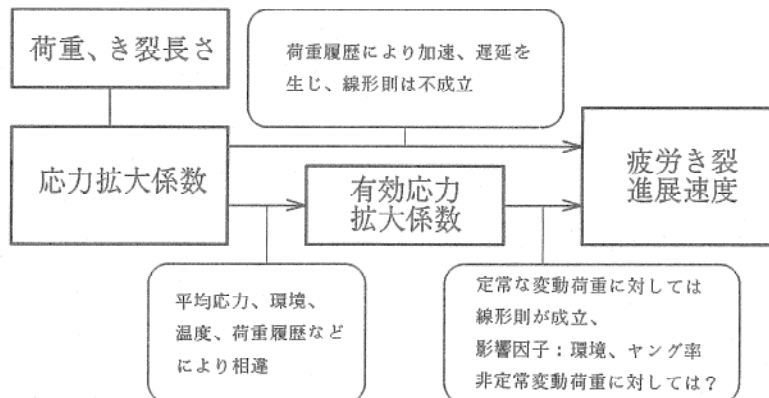 荷重、き裂長さ
荷重履歴により加速、遅延を
生じ、線形則は不成立
応力拡大係数
有効応力
拡大係数
疲労き裂
進展速度
平均応力、環境、
温度、荷重履歴など
により相違
定常な変動荷重に対しては
線形則が成立、
影響因子：環境、ヤング率
非定常変動荷重に対しては？